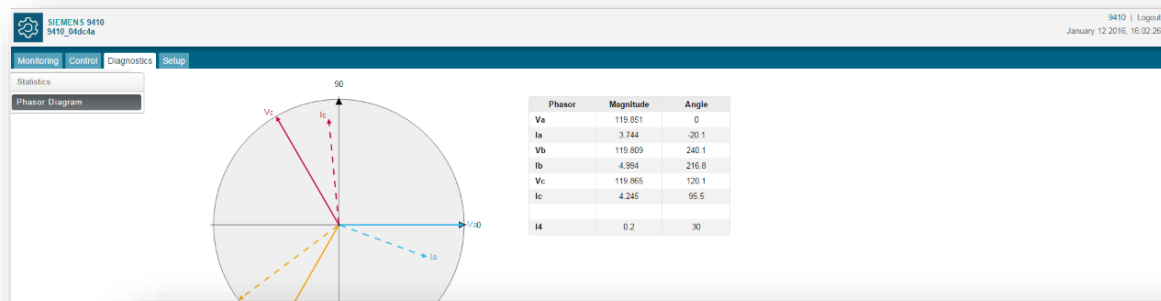 SIEMENS 9410
9410_04dc4a
9410 | Logout
January 12 2016, 16:02:26
Monitoring Control Diagnostics Setup
Statistics
Phasor Diagram
90
Vc
Ic
Va0
Ia
Phasor Magnitude Angle
Va 119.851 0
Ia 3.744 -20.1
Vb 119.809 240.1
Ib 4.994 216.8
Vc 119.865 120.1
Ic 4.245 95.5
I4 0.2 30